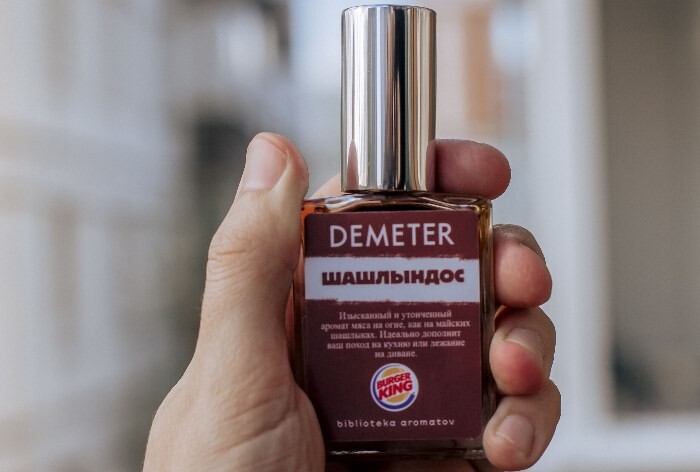 DEMETER
ШАШЛЫНДОС
Изысканный и утонченный
аромат мяса на огне, как на майских
шашлыках. Идеально дополнит
ваш поход на кухню или лежание
на диване.
BURGER
KING
biblioteka aromatov